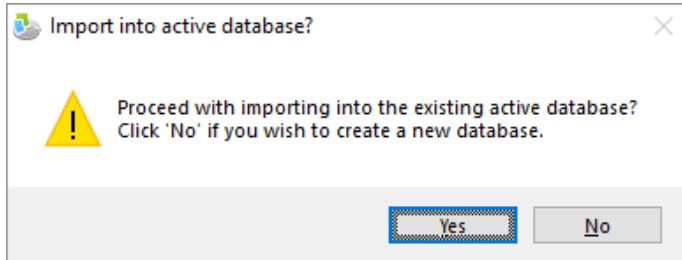 Import into active database?
Proceed with importing into the existing active database?
Click 'No' if you wish to create a new database.
Yes
No